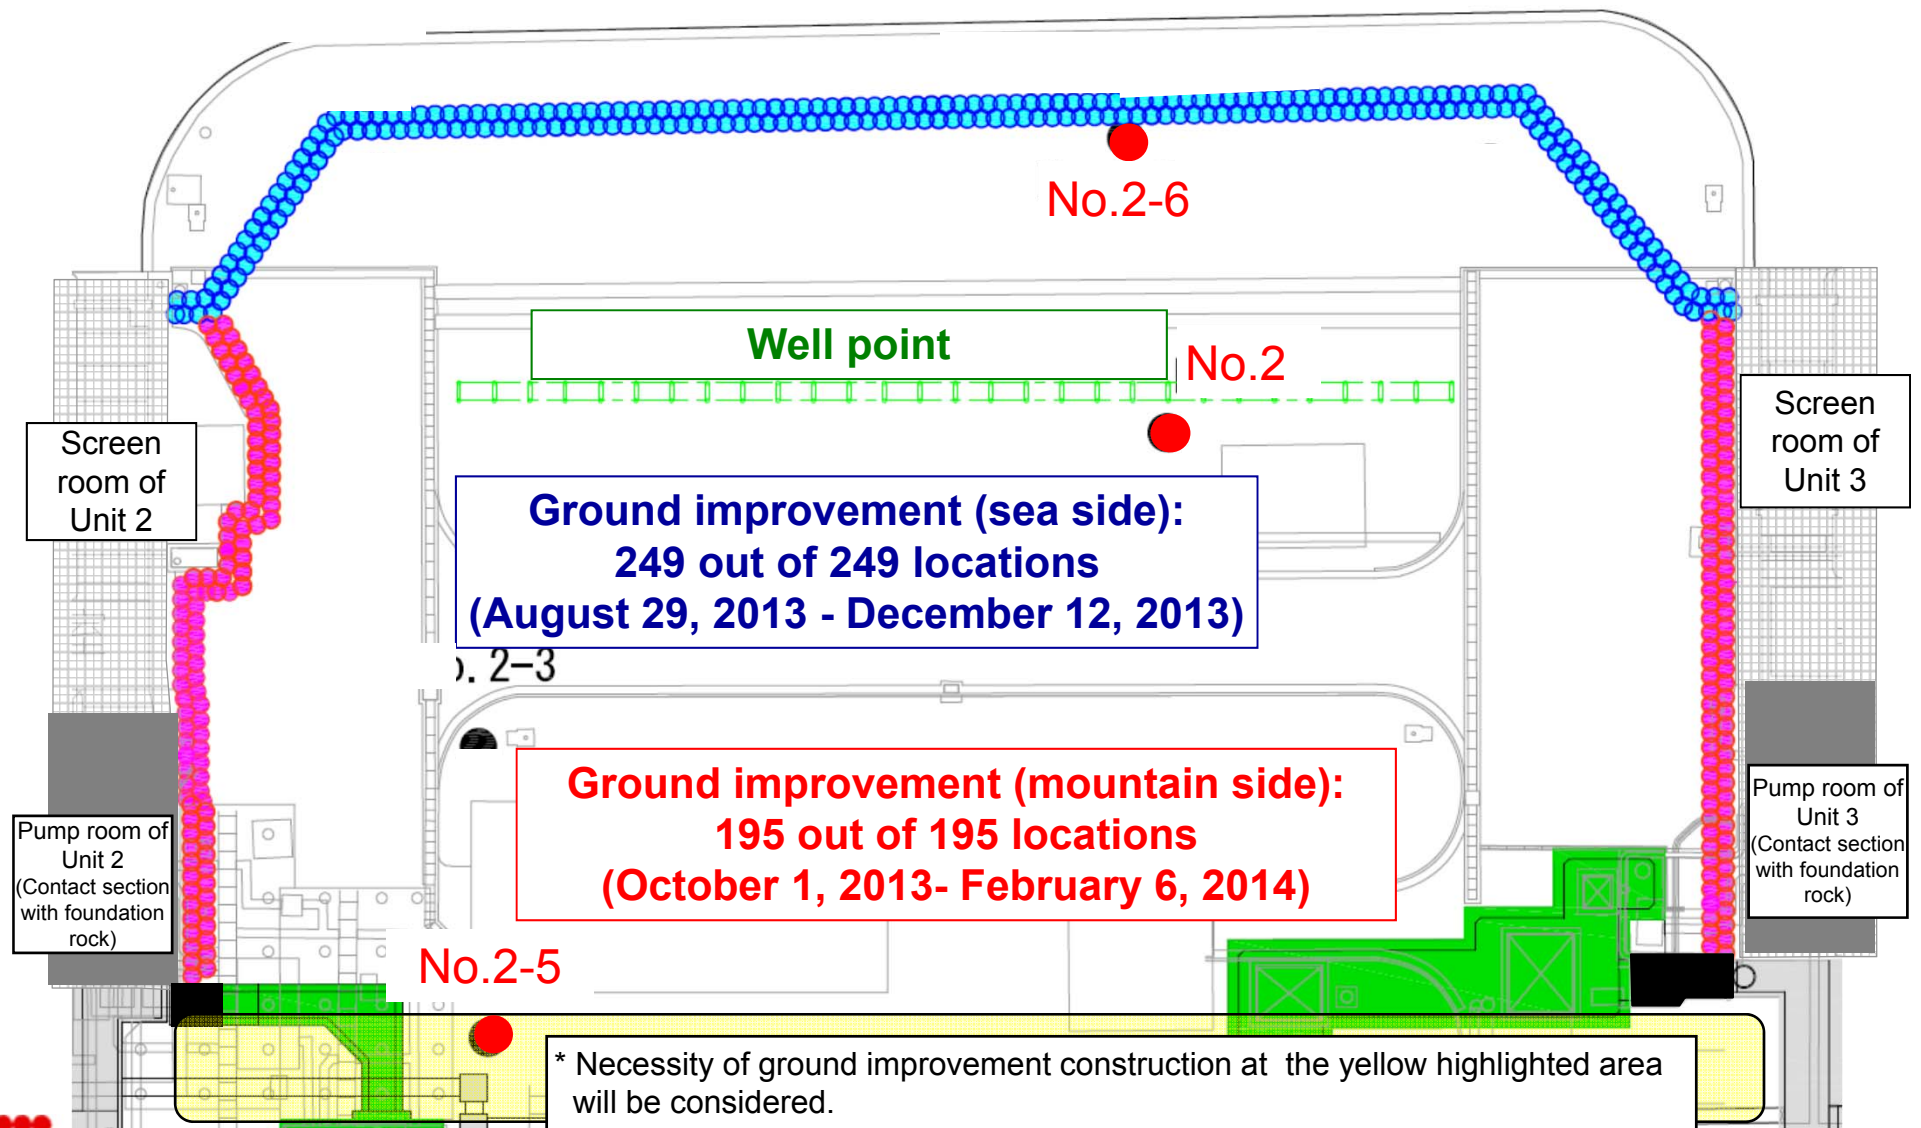 No.2-6
Well point
No.2
Screen
room of
Unit 2
Screen
room of
Unit 3
Ground improvement (sea side):
249 out of 249 locations
(August 29, 2013 - December 12, 2013)
. 2-3
Ground improvement (mountain side):
195 out of 195 locations
(October 1, 2013- February 6, 2014)
Pump room of
Unit 2
(Contact section
with foundation
rock)
Pump room of
Unit 3
(Contact section
with foundation
rock)
No.2-5
* Necessity of ground improvement construction at the yellow highlighted area
will be considered.